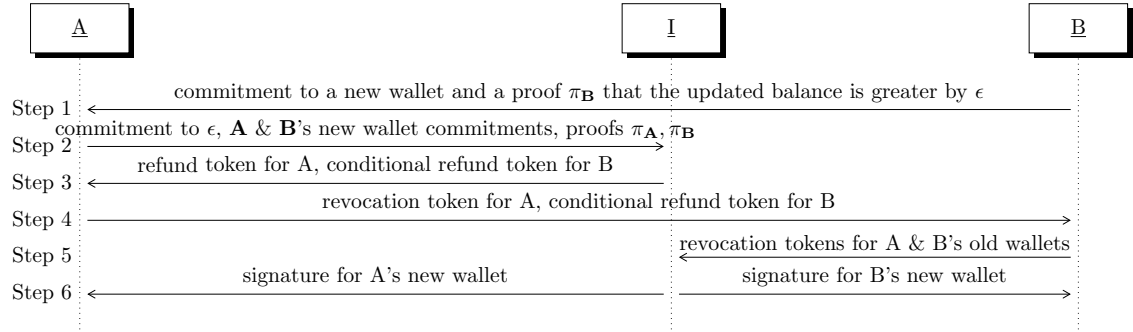 A I B
commitment to a new wallet and a proof π_B that the updated balance is greater by ϵ
Step 1
commitment to ϵ, A & B's new wallet commitments, proofs π_A, π_B
Step 2
refund token for A, conditional refund token for B
Step 3
revocation token for A, conditional refund token for B
Step 4
revocation tokens for A & B's old wallets
Step 5
signature for A's new wallet signature for B's new wallet
Step 6